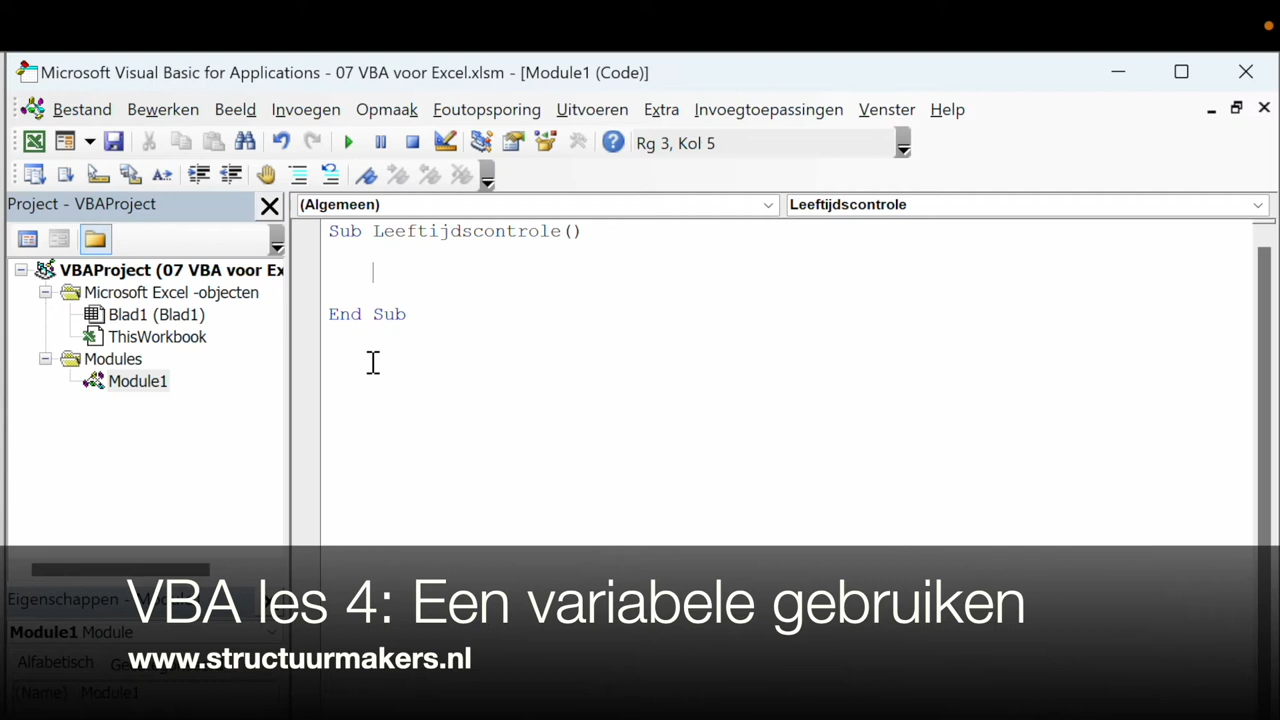 Microsoft Visual Basic for Applications - 07 VBA voor Excel.xlsm - [Module1 (Code)]
Bestand Bewerken Beeld Invoegen Opmaak Foutopsporing Uitvoeren Extra Invoegtoepassingen Venster Help
Rg 3, Kol 5
Project - VBAProject
(Algemeen)
Leeftijdscontrole
Sub Leeftijdscontrole()
End Sub
VBAProject (07 VBA voor Ex
Microsoft Excel -objecten
Blad1 (Blad1)
ThisWorkbook
Modules
Module1
VBA les 4: Een variabele gebruiken
www.structuurmakers.nl
Eigenschappen -
Module1 Module
Alfabetisch
(Name) Module1